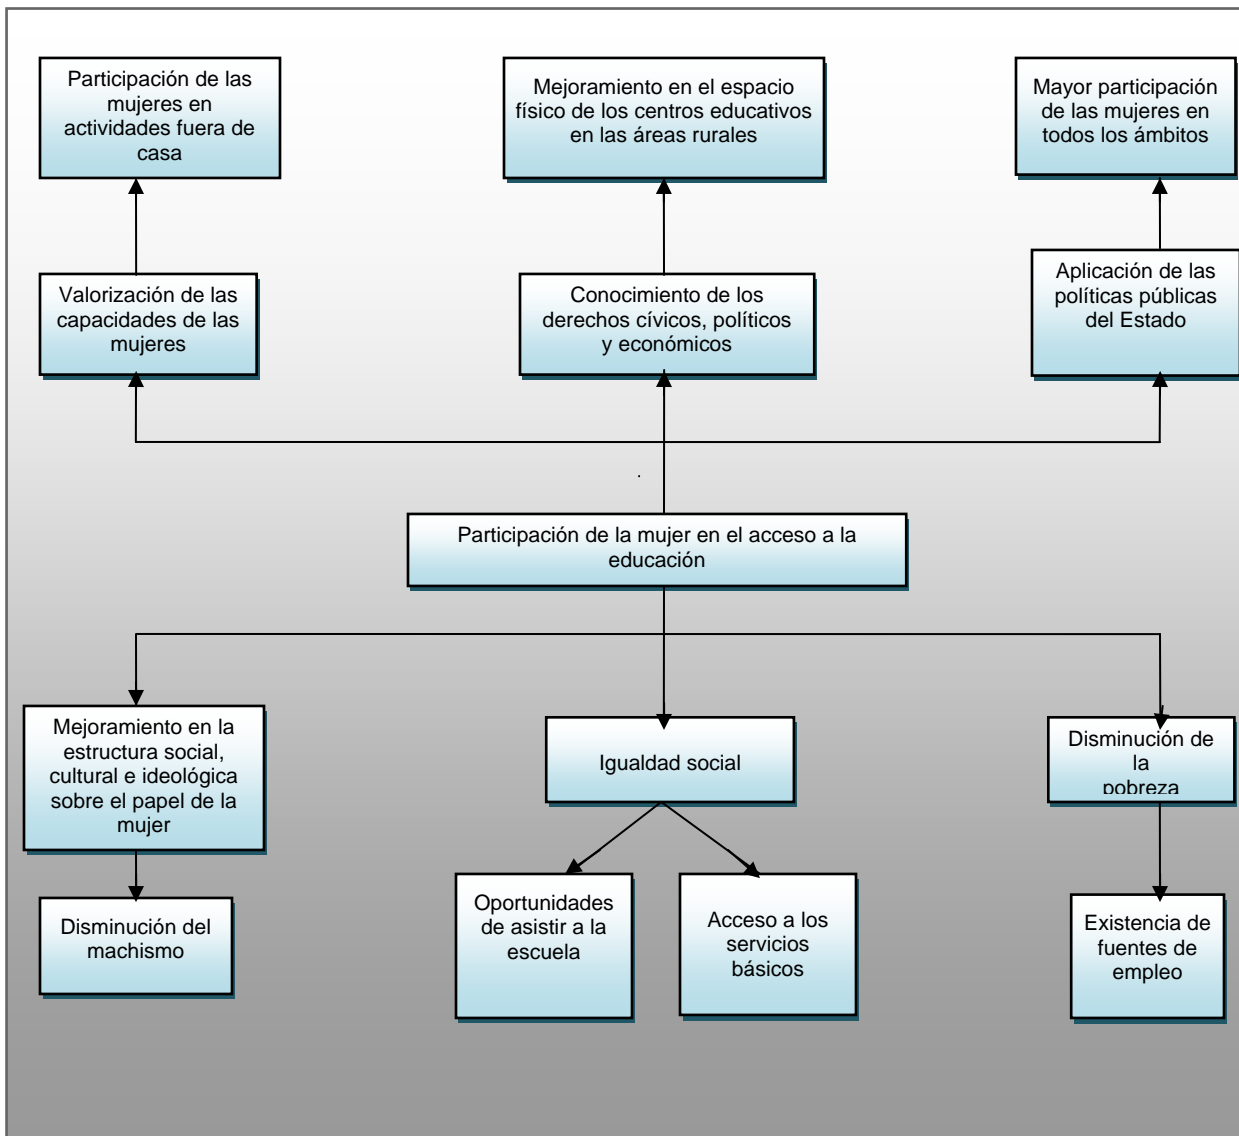 Participación de las
mujeres en
actividades fuera de
casa
Mejoramiento en el espacio
físico de los centros educativos
en las áreas rurales
Mayor participación
de las mujeres en
todos los ámbitos
Valorización de las
capacidades de las
mujeres
Conocimiento de los
derechos cívicos, políticos
y económicos
Aplicación de las
políticas públicas
del Estado
.
Participación de la mujer en el acceso a la
educación
Mejoramiento en la
estructura social,
cultural e ideológica
sobre el papel de la
mujer
Igualdad social
Disminución de
la
pobreza
Disminución del
machismo
Oportunidades
de asistir a la
escuela
Acceso a los
servicios
básicos
Existencia de
fuentes de
empleo